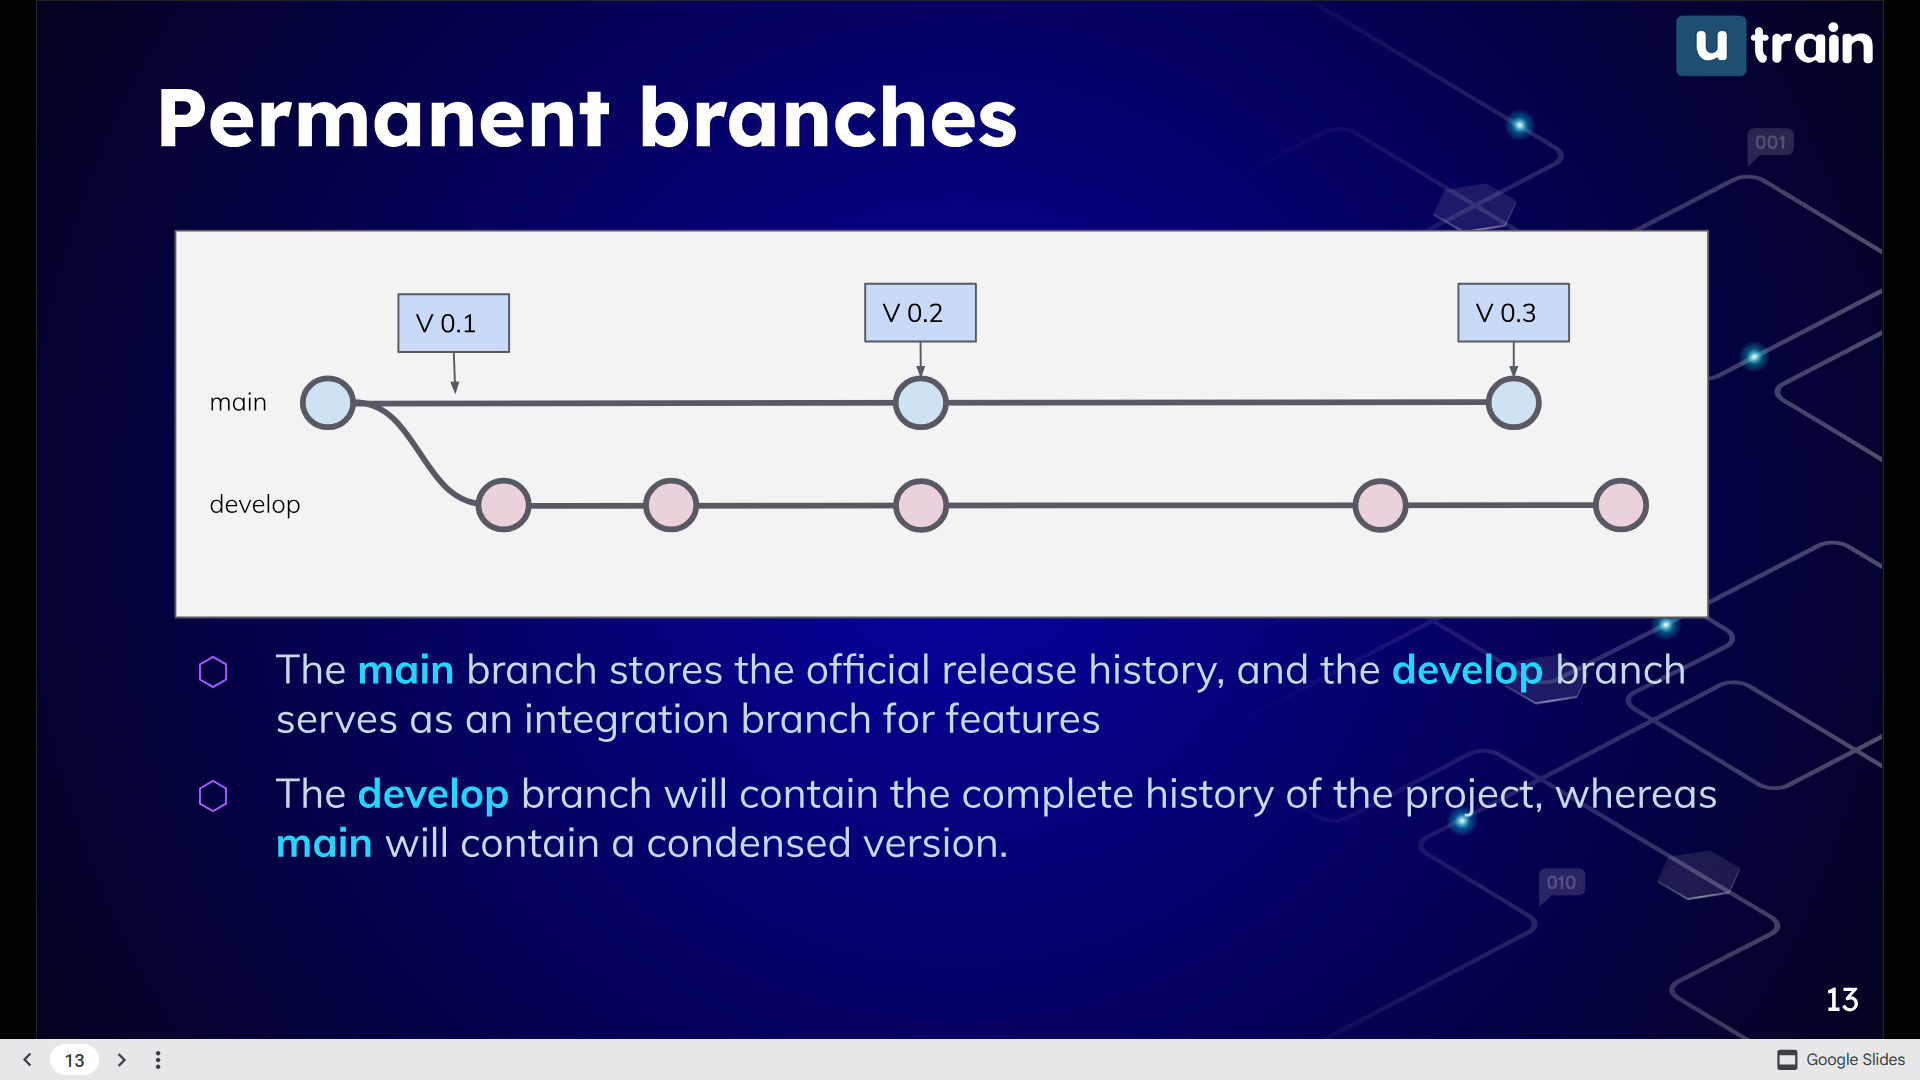 u train
Permanent branches
001
V 0.1
V 0.2
V 0.3
main
develop
The main branch stores the official release history, and the develop branch
serves as an integration branch for features
The develop branch will contain the complete history of the project, whereas
main will contain a condensed version.
010
13
13
Google Slides